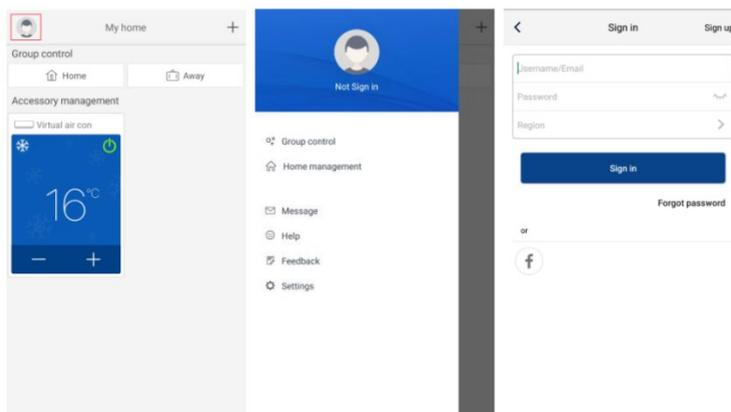 My home
Group control
Home
Away
Accessory management
Virtual air con
16°C
Not Sign in
Group control
Home management
Message
Help
Feedback
Settings
Sign in
Sign up
Username/Email
Password
Region
Sign in
Forgot password
or